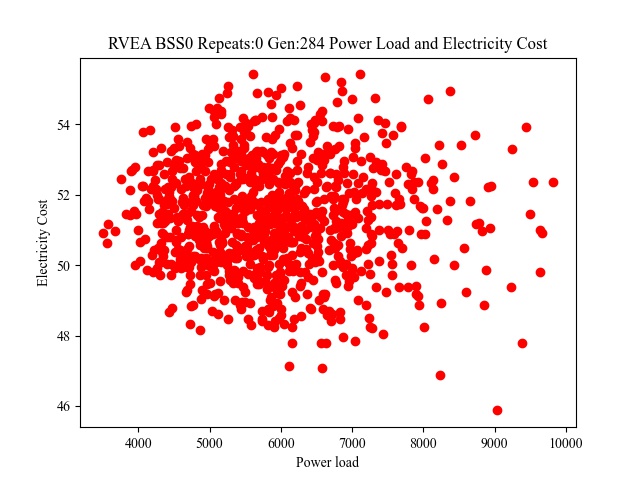 RVEA BSS0 Repeats:0 Gen:284 Power Load and Electricity Cost
54
52
50
48
46
Electricity Cost
4000 5000 6000 7000 8000 9000 10000
Power load